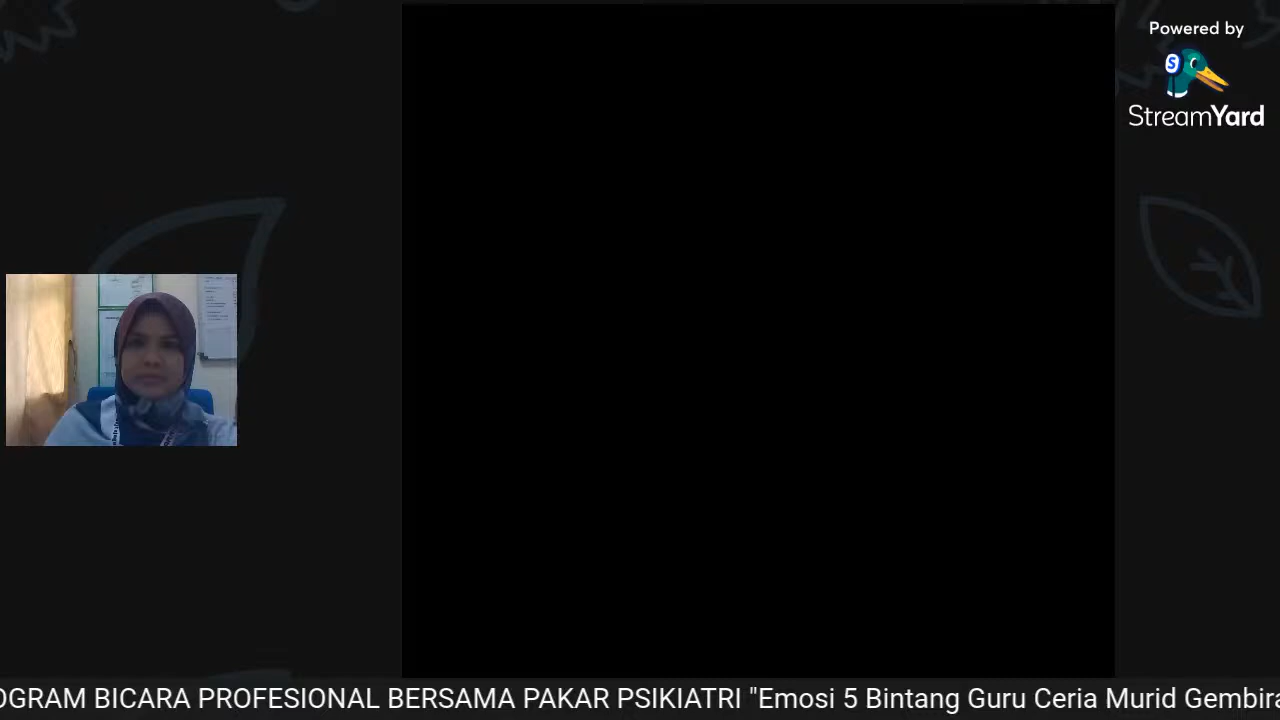 Powered by
S
StreamYard
OGRAM BICARA PROFESIONAL BERSAMA PAKAR PSIKIATRI "Emosi 5 Bintang Guru Ceria Murid Gembira